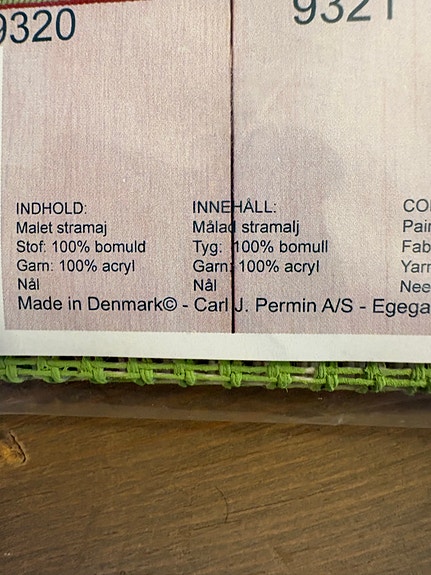 9320
9321
INDHOLD:
Malet stramaj
Stof: 100% bomuld
Garn: 100% acryl
Nål
INNEHÅLL:
Målad stramalj
Tyg: 100% bomull
Garn: 100% acryl
Nål
Made in Denmark© - Carl J. Permin A/S - Egega